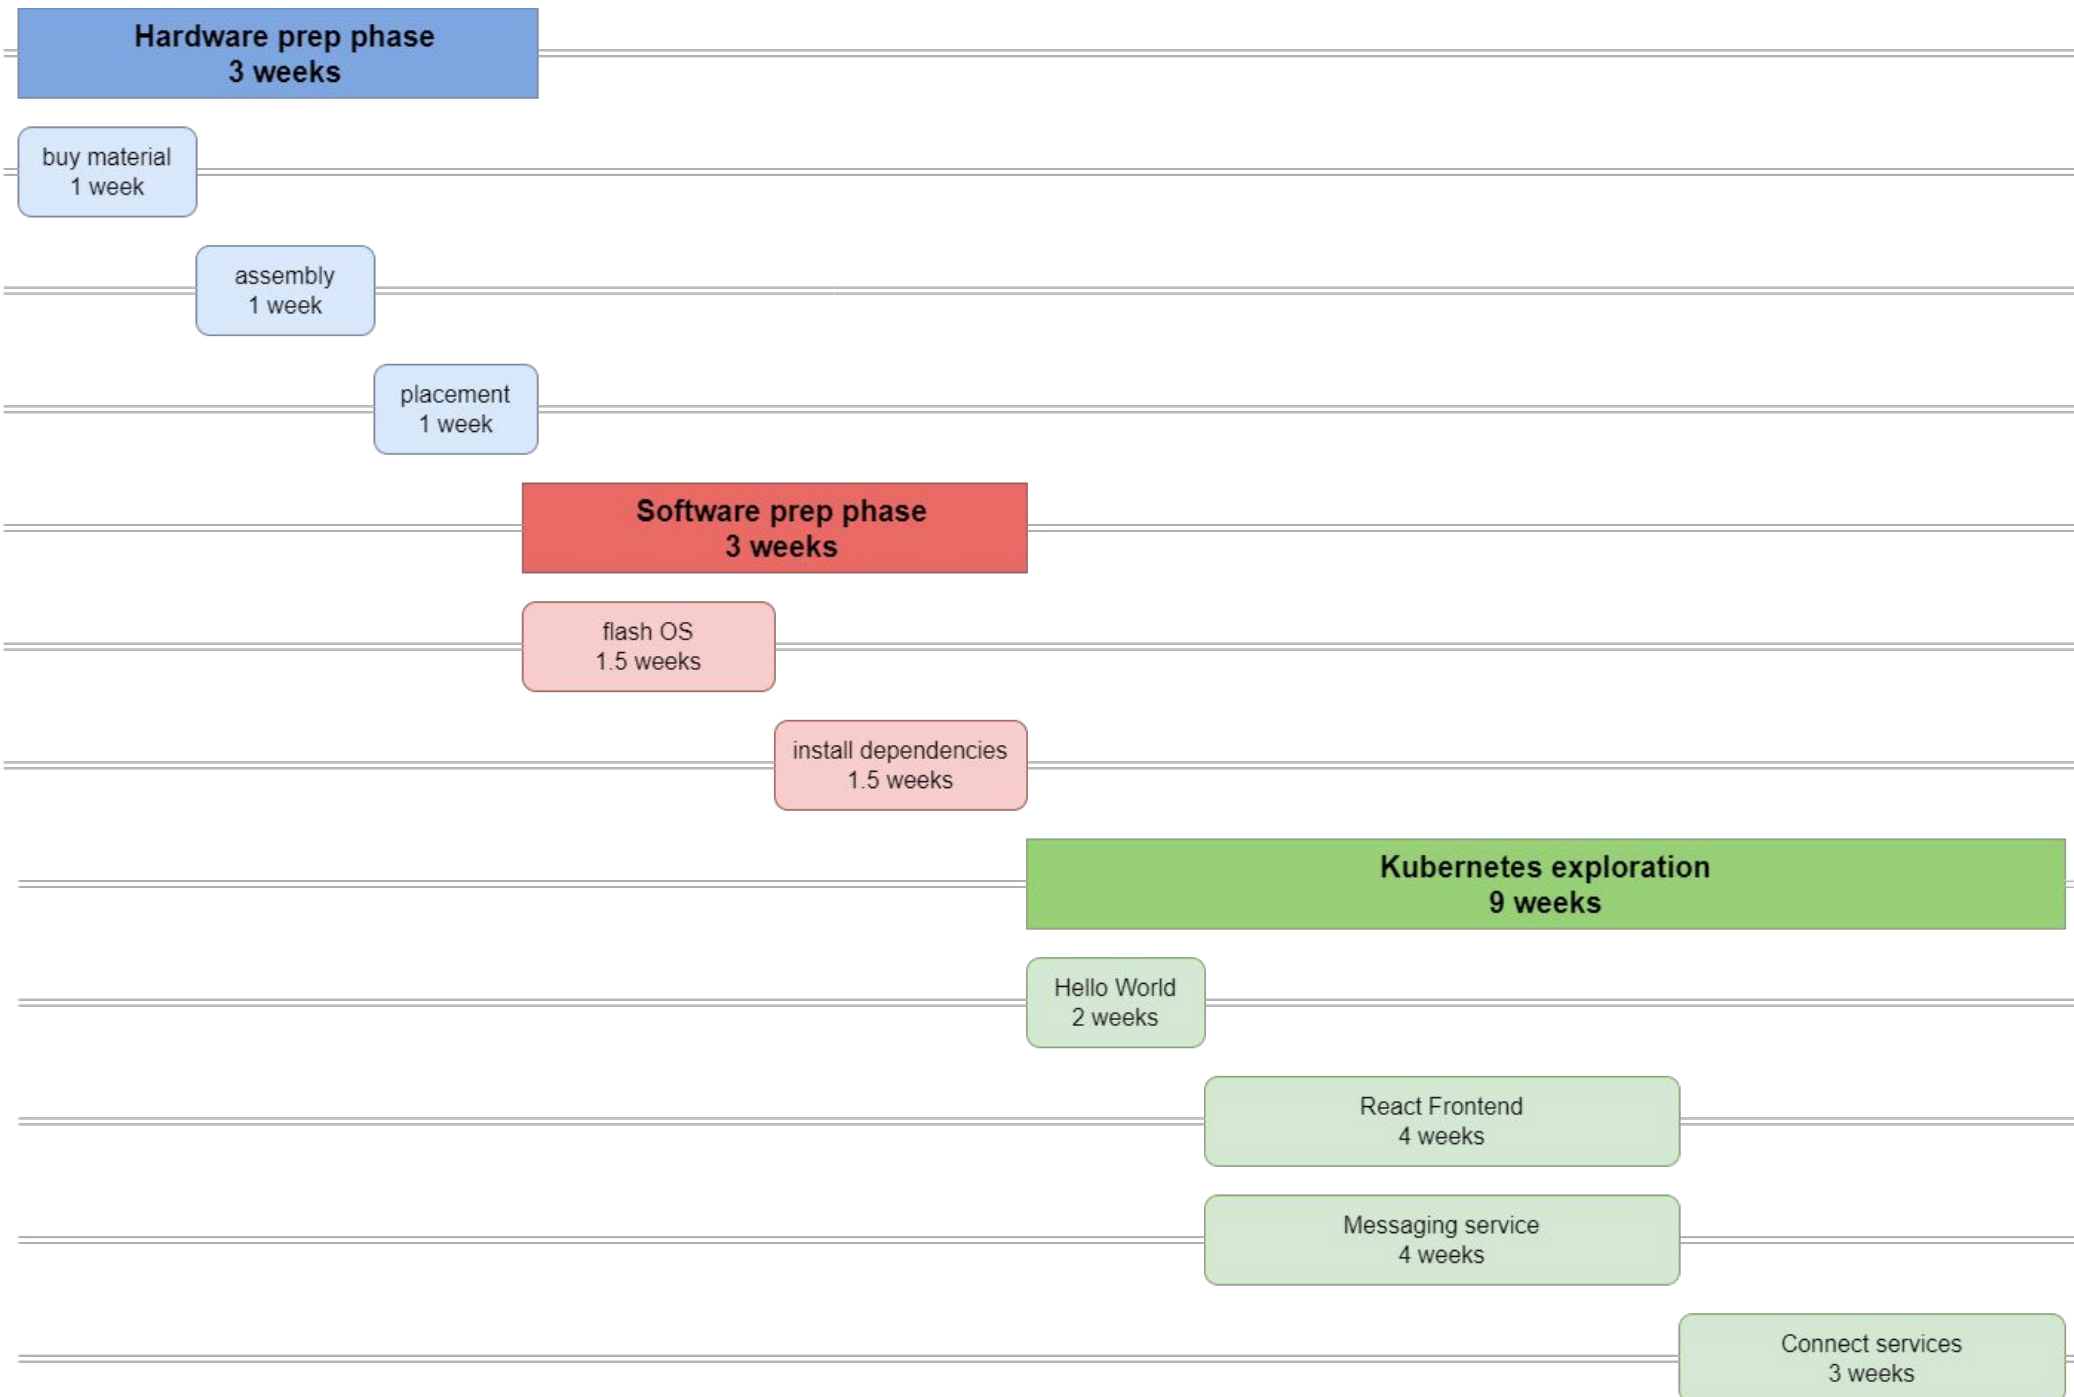 Hardware prep phase
3 weeks
buy material
1 week
assembly
1 week
placement
1 week
Software prep phase
3 weeks
flash OS
1.5 weeks
install dependencies
1.5 weeks
Kubernetes exploration
9 weeks
Hello World
2 weeks
React Frontend
4 weeks
Messaging service
4 weeks
Connect services
3 weeks